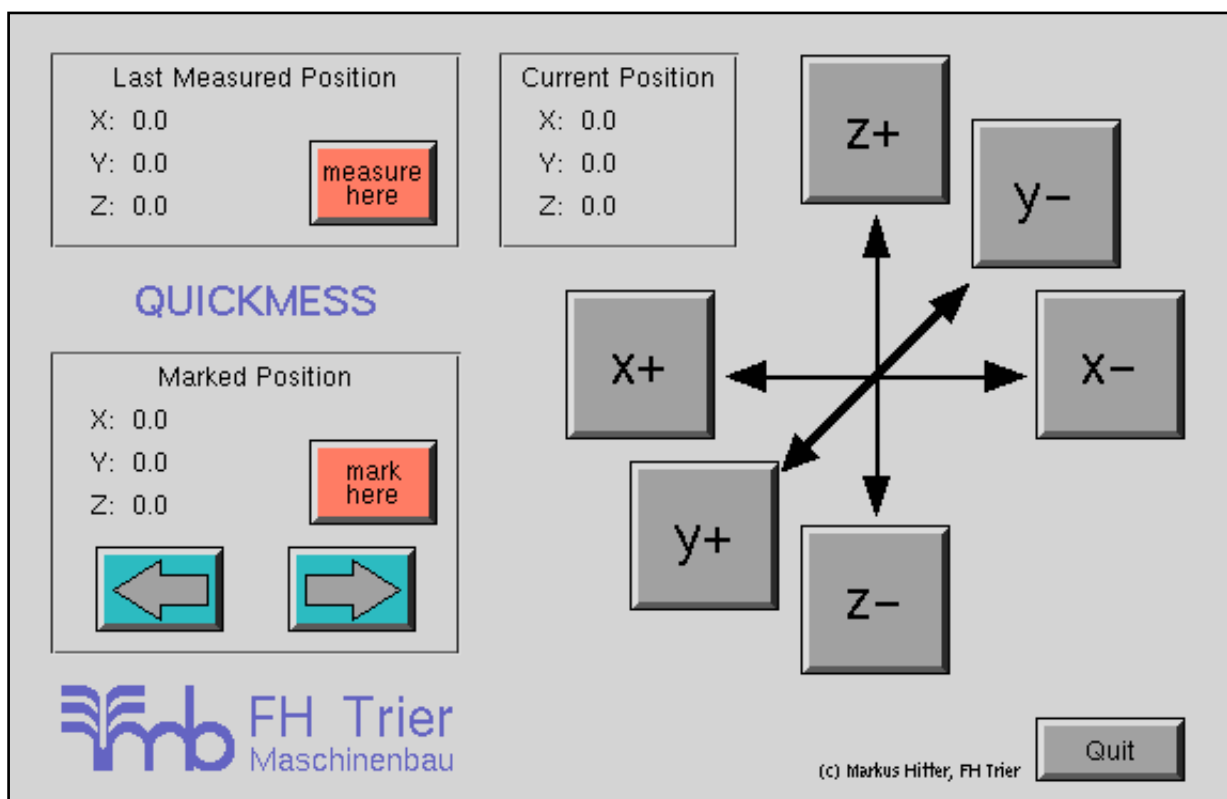 Last Measured Position
X: 0.0
Y: 0.0
Z: 0.0
measure
here
Current Position
X: 0.0
Y: 0.0
Z: 0.0
z+
y−
x+
x−
y+
z−
QUICKMESS
Marked Position
X: 0.0
Y: 0.0
Z: 0.0
mark
here
mb
FH Trier
Maschinenbau
(c) Markus Hitter, FH Trier
Quit